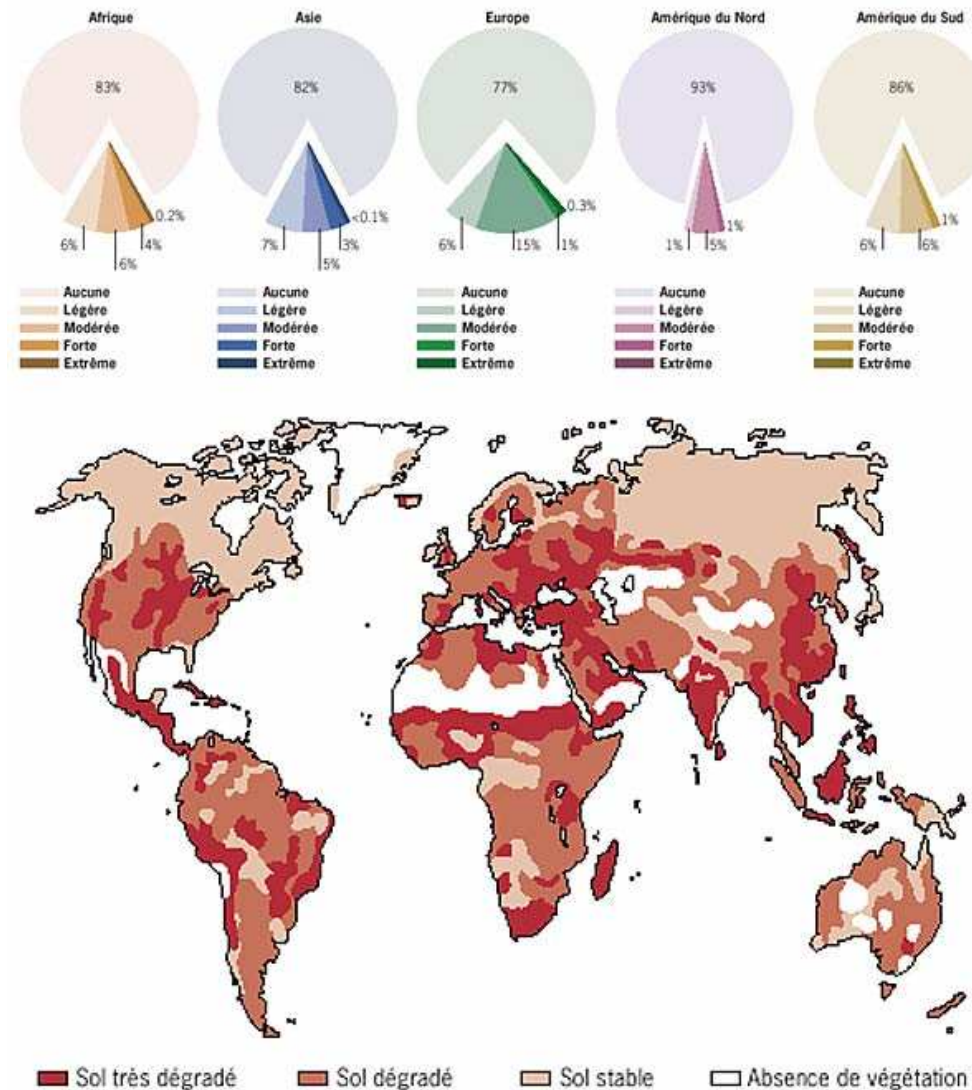 Afrique Asie Europe Amérique du Nord Amérique du Sud
83% 82% 77% 93% 86%
0.2% <0.1% 0.3% 1% 1%
6% 4% 7% 3% 6% 15% 1% 1% 5% 6% 6%
6% 5%
Aucune Aucune Aucune Aucune Aucune
Légère Légère Légère Légère Légère
Modérée Modérée Modérée Modérée Modérée
Forte Forte Forte Forte Forte
Extrême Extrême Extrême Extrême Extrême
Sol très dégradé Sol dégradé Sol stable Absence de végétation